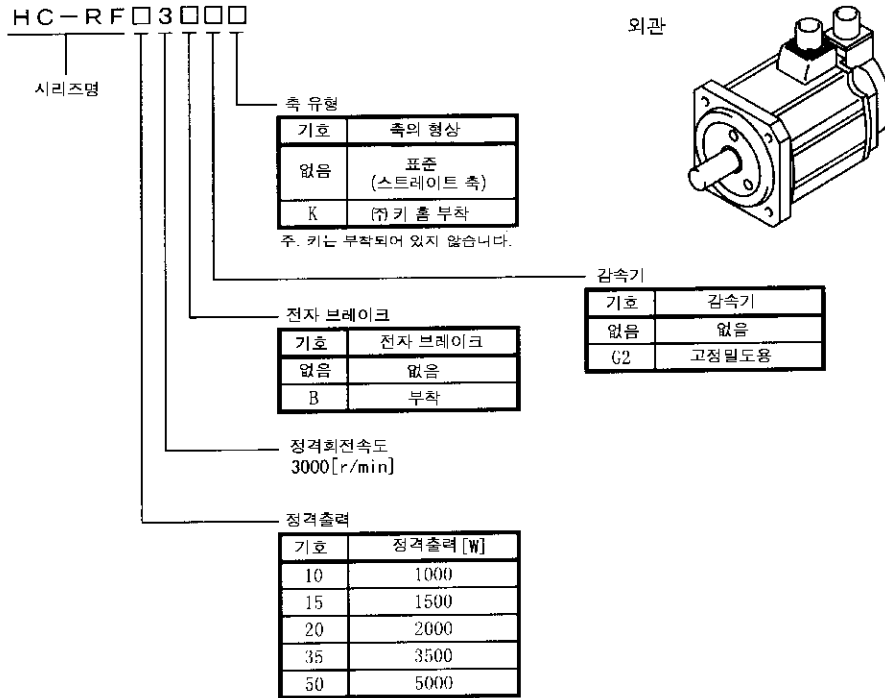 HC-RF□3□□□
외관
시리즈명
축 유형
기호 축의 형상
없음 표준
(스트레이트 축)
K (주) 키 홈 부착
주. 키는 부착되어 있지 않습니다.
감속기
기호 감속기
없음 없음
G2 고정밀도용
전자 브레이크
기호 전자 브레이크
없음 없음
B 부착
정격회전속도
3000[r/min]
정격출력
기호 정격출력[W]
10 1000
15 1500
20 2000
35 3500
50 5000